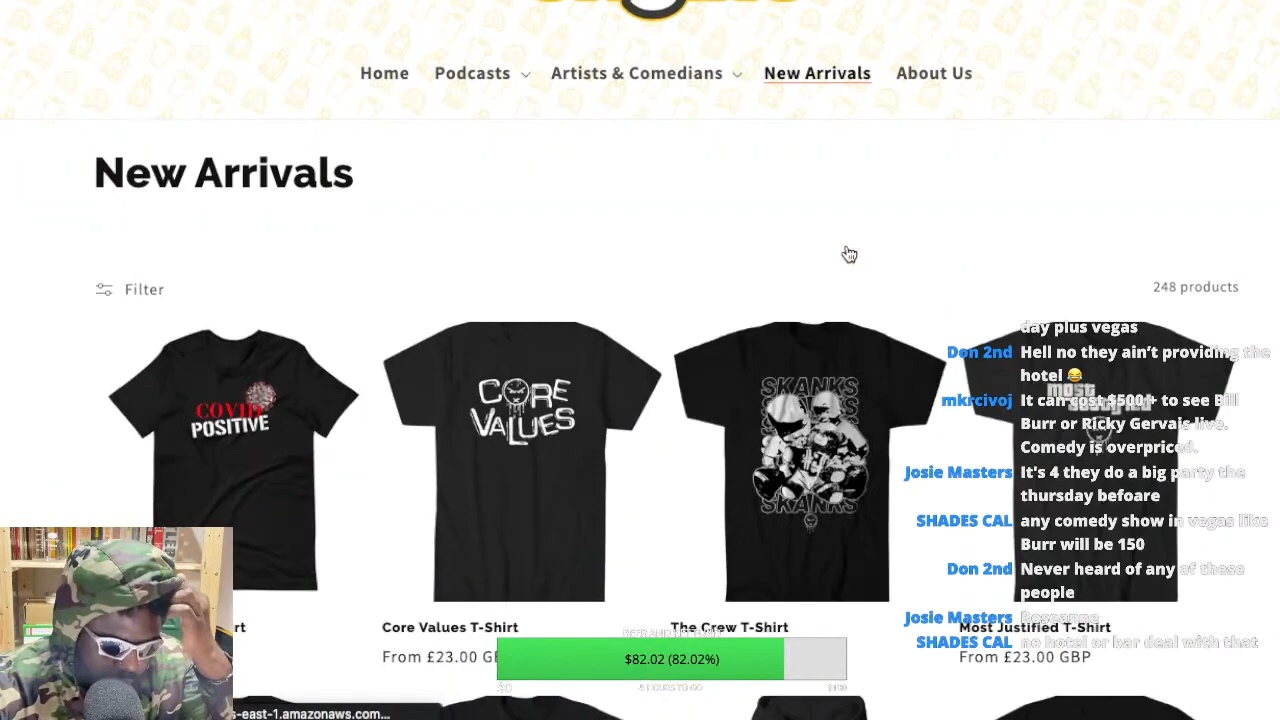 Home
Podcasts
Artists & Comedians
New Arrivals
About Us
New Arrivals
Filter
248 products
COVID
POSITIVE
CORE
VALUES
SKANKS
SKANKS
most
justified
day plus vegas
Don 2nd Hell no they ain’t providing the
hotel 😂
mkrcivoj It can cost $500+ to see Bill
Burr or Ricky Gervais live.
Comedy is overpriced.
Josie Masters It's 4 they do a big party the
thursday befoare
SHADES CAL any comedy show in vegas like
Burr will be 150
Don 2nd Never heard of any of these
people
Josie Masters Roseanne
SHADES CAL no hotel or bar deal with that
rt
Core Values T-Shirt
The Crew T-Shirt
Most Justified T-Shirt
From £23.00 GB
From £23.00 GBP
$82.02 (82.02%)
$0
$100
s-east-1.amazonaws.com...